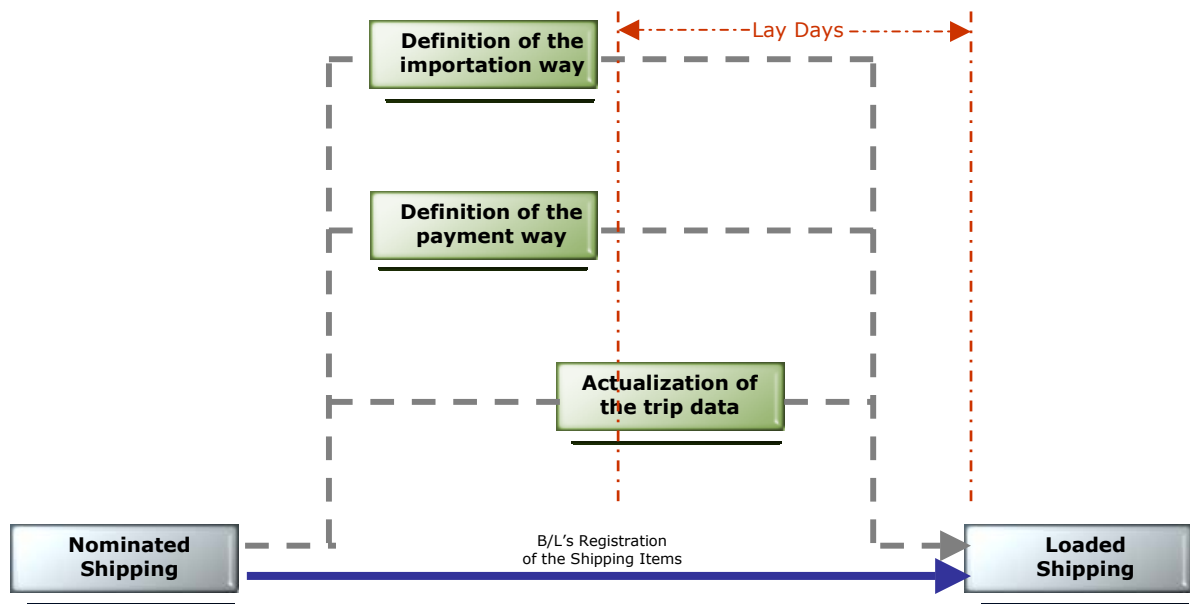 Definition of the
importation way
Lay Days
Definition of the
payment way
Actualization of
the trip data
Nominated
Shipping
B/L's Registration
of the Shipping Items
Loaded
Shipping